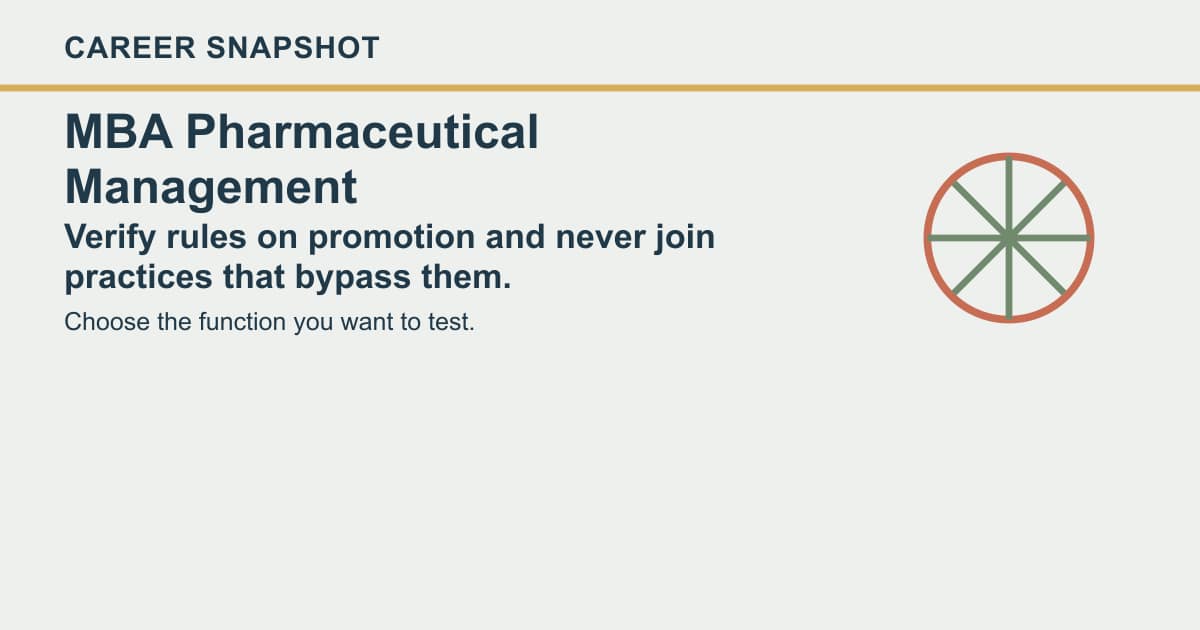 CAREER SNAPSHOT
MBA Pharmaceutical
Management
Verify rules on promotion and never join
practices that bypass them.
Choose the function you want to test.